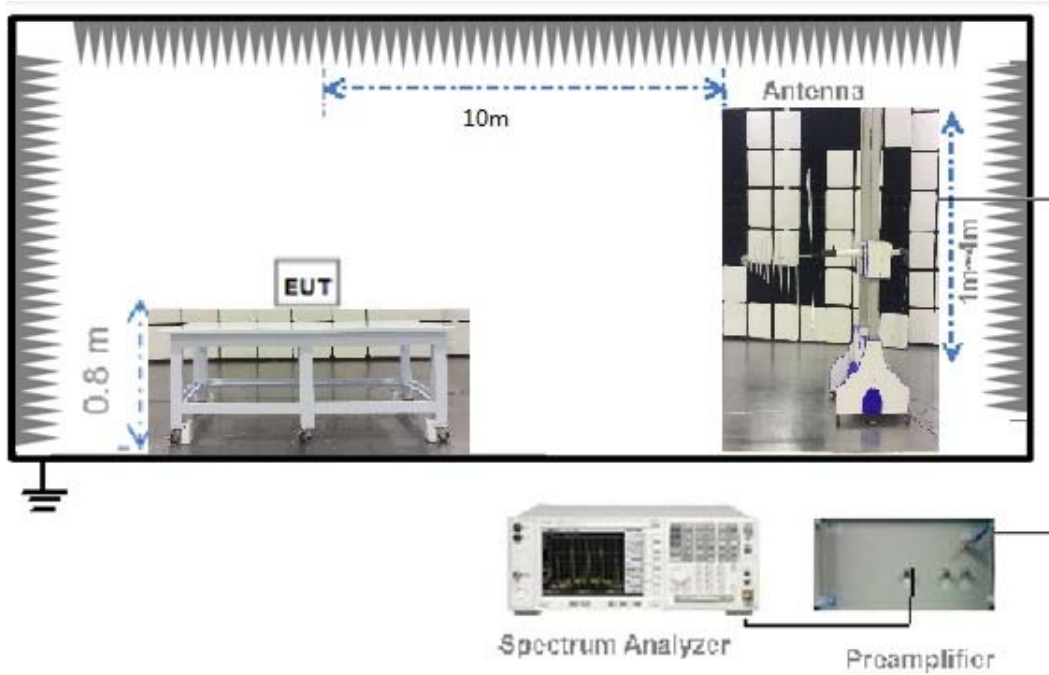 Antenna
10m
1m~4m
EUT
0.8 m
Spectrum Analyzer
Preamplifier